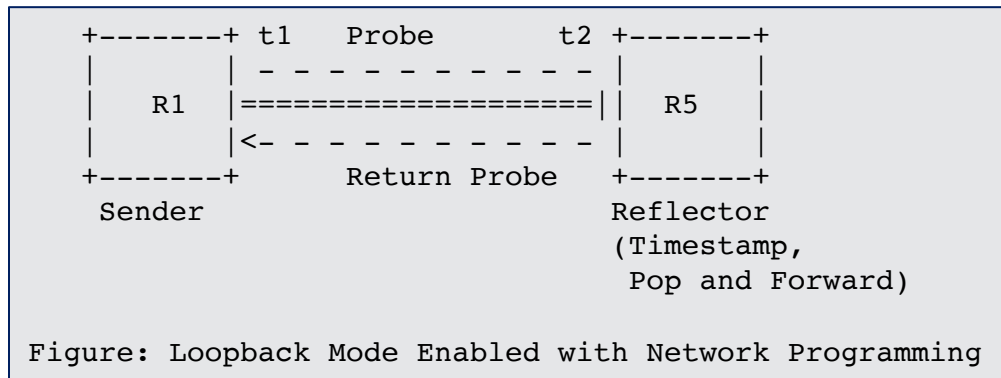 +-------+ t1   Probe        t2 +-------+
|       | - - - - - - - - - - |       |
|   R1  |====================||  R5   |
|       |<- - - - - - - - - - |       |
+-------+      Return Probe   +-------+
Sender                        Reflector
(Timestamp,
Pop and Forward)
Figure: Loopback Mode Enabled with Network Programming